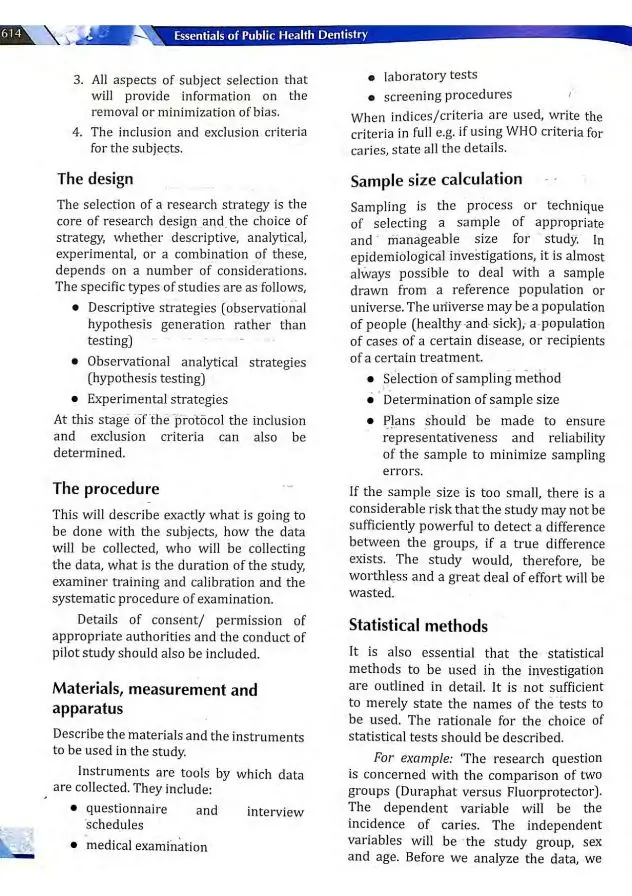 614
Essentials of Public Health Dentistry
3. All aspects of subject selection that
will provide information on the
removal or minimization of bias.
4. The inclusion and exclusion criteria
for the subjects.
The design
The selection of a research strategy is the
core of research design and the choice of
strategy, whether descriptive, analytical,
experimental, or a combination of these,
depends on a number of considerations.
The specific types of studies are as follows,
• Descriptive strategies (observational
hypothesis generation rather than
testing)
• Observational analytical strategies
(hypothesis testing)
• Experimental strategies
At this stage of the protocol the inclusion
and exclusion criteria can also be
determined.
The procedure
This will describe exactly what is going to
be done with the subjects, how the data
will be collected, who will be collecting
the data, what is the duration of the study,
examiner training and calibration and the
systematic procedure of examination.
Details of consent/ permission of
appropriate authorities and the conduct of
pilot study should also be included.
Materials, measurement and
apparatus
Describe the materials and the instruments
to be used in the study.
Instruments are tools by which data
are collected. They include:
• questionnaire and interview
schedules
• medical examination
• laboratory tests
• screening procedures
When indices/criteria are used, write the
criteria in full e.g. if using WHO criteria for
caries, state all the details.
Sample size calculation
Sampling is the process or technique
of selecting a sample of appropriate
and manageable size for study. In
epidemiological investigations, it is almost
always possible to deal with a sample
drawn from a reference population or
universe. The universe may be a population
of people (healthy and sick), a population
of cases of a certain disease, or recipients
of a certain treatment.
• Selection of sampling method
• Determination of sample size
• Plans should be made to ensure
representativeness and reliability
of the sample to minimize sampling
errors.
If the sample size is too small, there is a
considerable risk that the study may not be
sufficiently powerful to detect a difference
between the groups, if a true difference
exists. The study would, therefore, be
worthless and a great deal of effort will be
wasted.
Statistical methods
It is also essential that the statistical
methods to be used in the investigation
are outlined in detail. It is not sufficient
to merely state the names of the tests to
be used. The rationale for the choice of
statistical tests should be described.
For example: 'The research question
is concerned with the comparison of two
groups (Duraphat versus Fluorprotector).
The dependent variable will be the
incidence of caries. The independent
variables will be the study group, sex
and age. Before we analyze the data, we